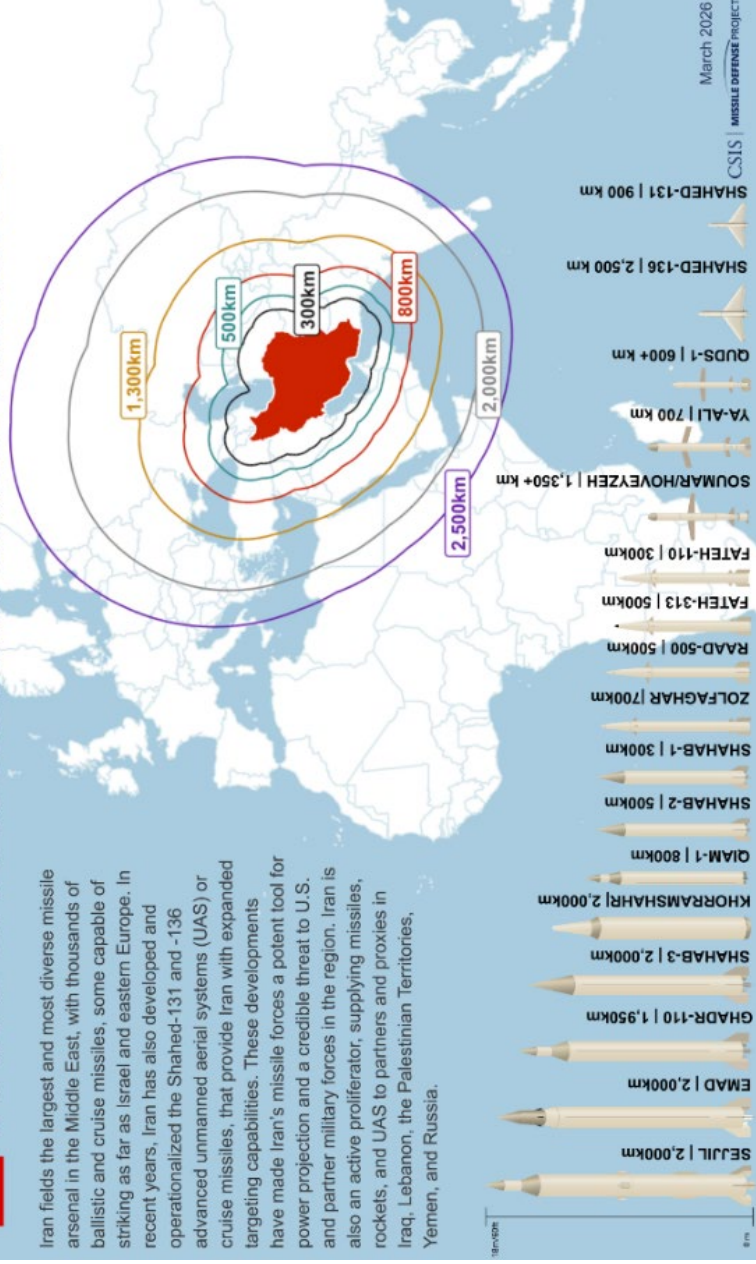 Iran fields the largest and most diverse missile
arsenal in the Middle East, with thousands of
ballistic and cruise missiles, some capable of
striking as far as Israel and eastern Europe. In
recent years, Iran has also developed and
operationalized the Shahed-131 and -136
advanced unmanned aerial systems (UAS) or
cruise missiles, that provide Iran with expanded
targeting capabilities. These developments
have made Iran's missile forces a potent tool for
power projection and a credible threat to U.S.
and partner military forces in the region. Iran is
also an active proliferator, supplying missiles,
rockets, and UAS to partners and proxies in
Iraq, Lebanon, the Palestinian Territories,
Yemen, and Russia.
1,300km
500km
300km
800km
2,000km
2,500km
18m/60ft
0 m
SEJJIL | 2,000km
EMAD | 2,000km
GHADR-110 | 1,950km
SHAHAB-3 | 2,000km
KHORRAMSHAHR| 2,000km
QIAM-1 | 800km
SHAHAB-2 | 500km
SHAHAB-1 | 300km
ZOLFAGHAR |700km
RAAD-500 | 500km
FATEH-313 | 500km
FATEH-110 | 300km
SOUMAR/HOVEYZEH | 1,350+ km
YA-ALI | 700 km
QUDS-1 | 600+ km
SHAHED-136 | 2,500 km
SHAHED-131 | 900 km
March 2026
CSIS | MISSILE DEFENSE PROJECT